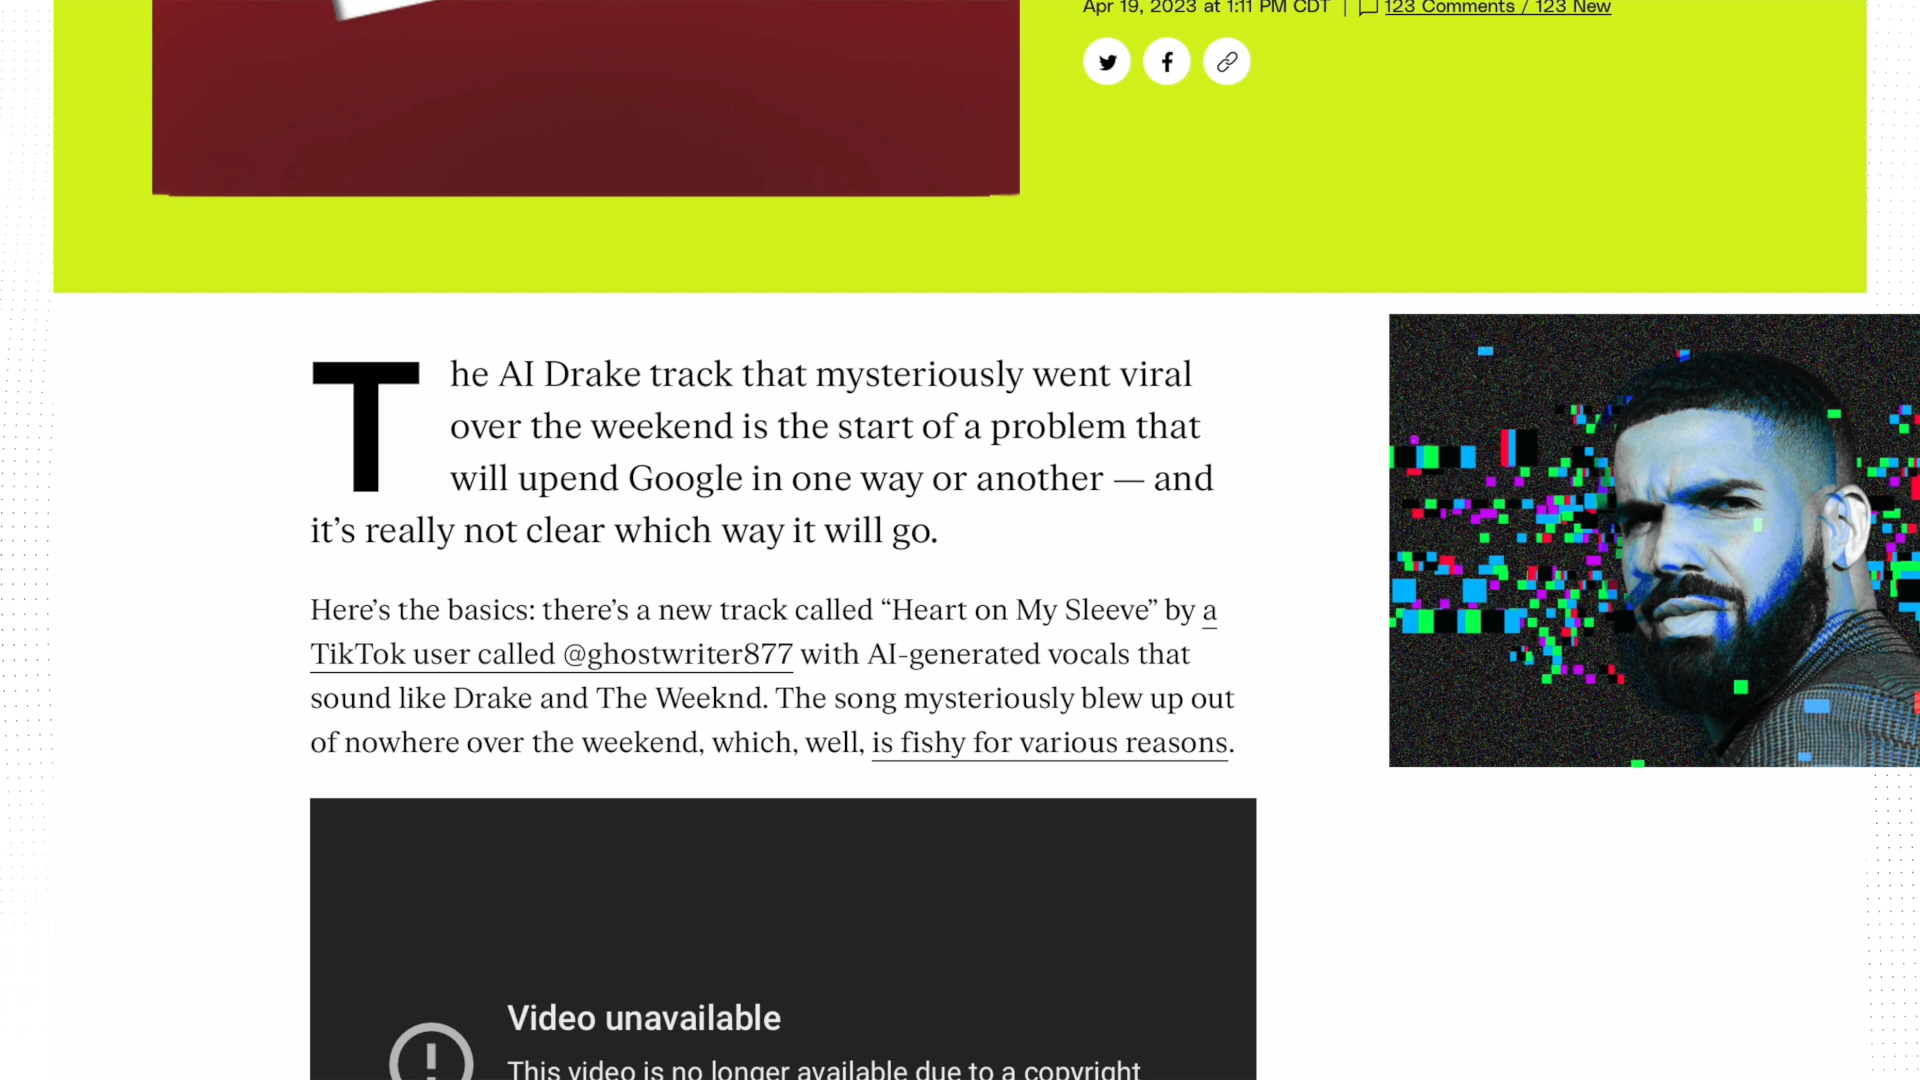 Apr 19, 2023 at 1:11 PM CDT | 123 Comments / 123 New
The AI Drake track that mysteriously went viral
over the weekend is the start of a problem that
will upend Google in one way or another — and
it’s really not clear which way it will go.
Here’s the basics: there’s a new track called “Heart on My Sleeve” by a
TikTok user called @ghostwriter877 with AI-generated vocals that
sound like Drake and The Weeknd. The song mysteriously blew up out
of nowhere over the weekend, which, well, is fishy for various reasons.
Video unavailable
This video is no longer available due to a copyright